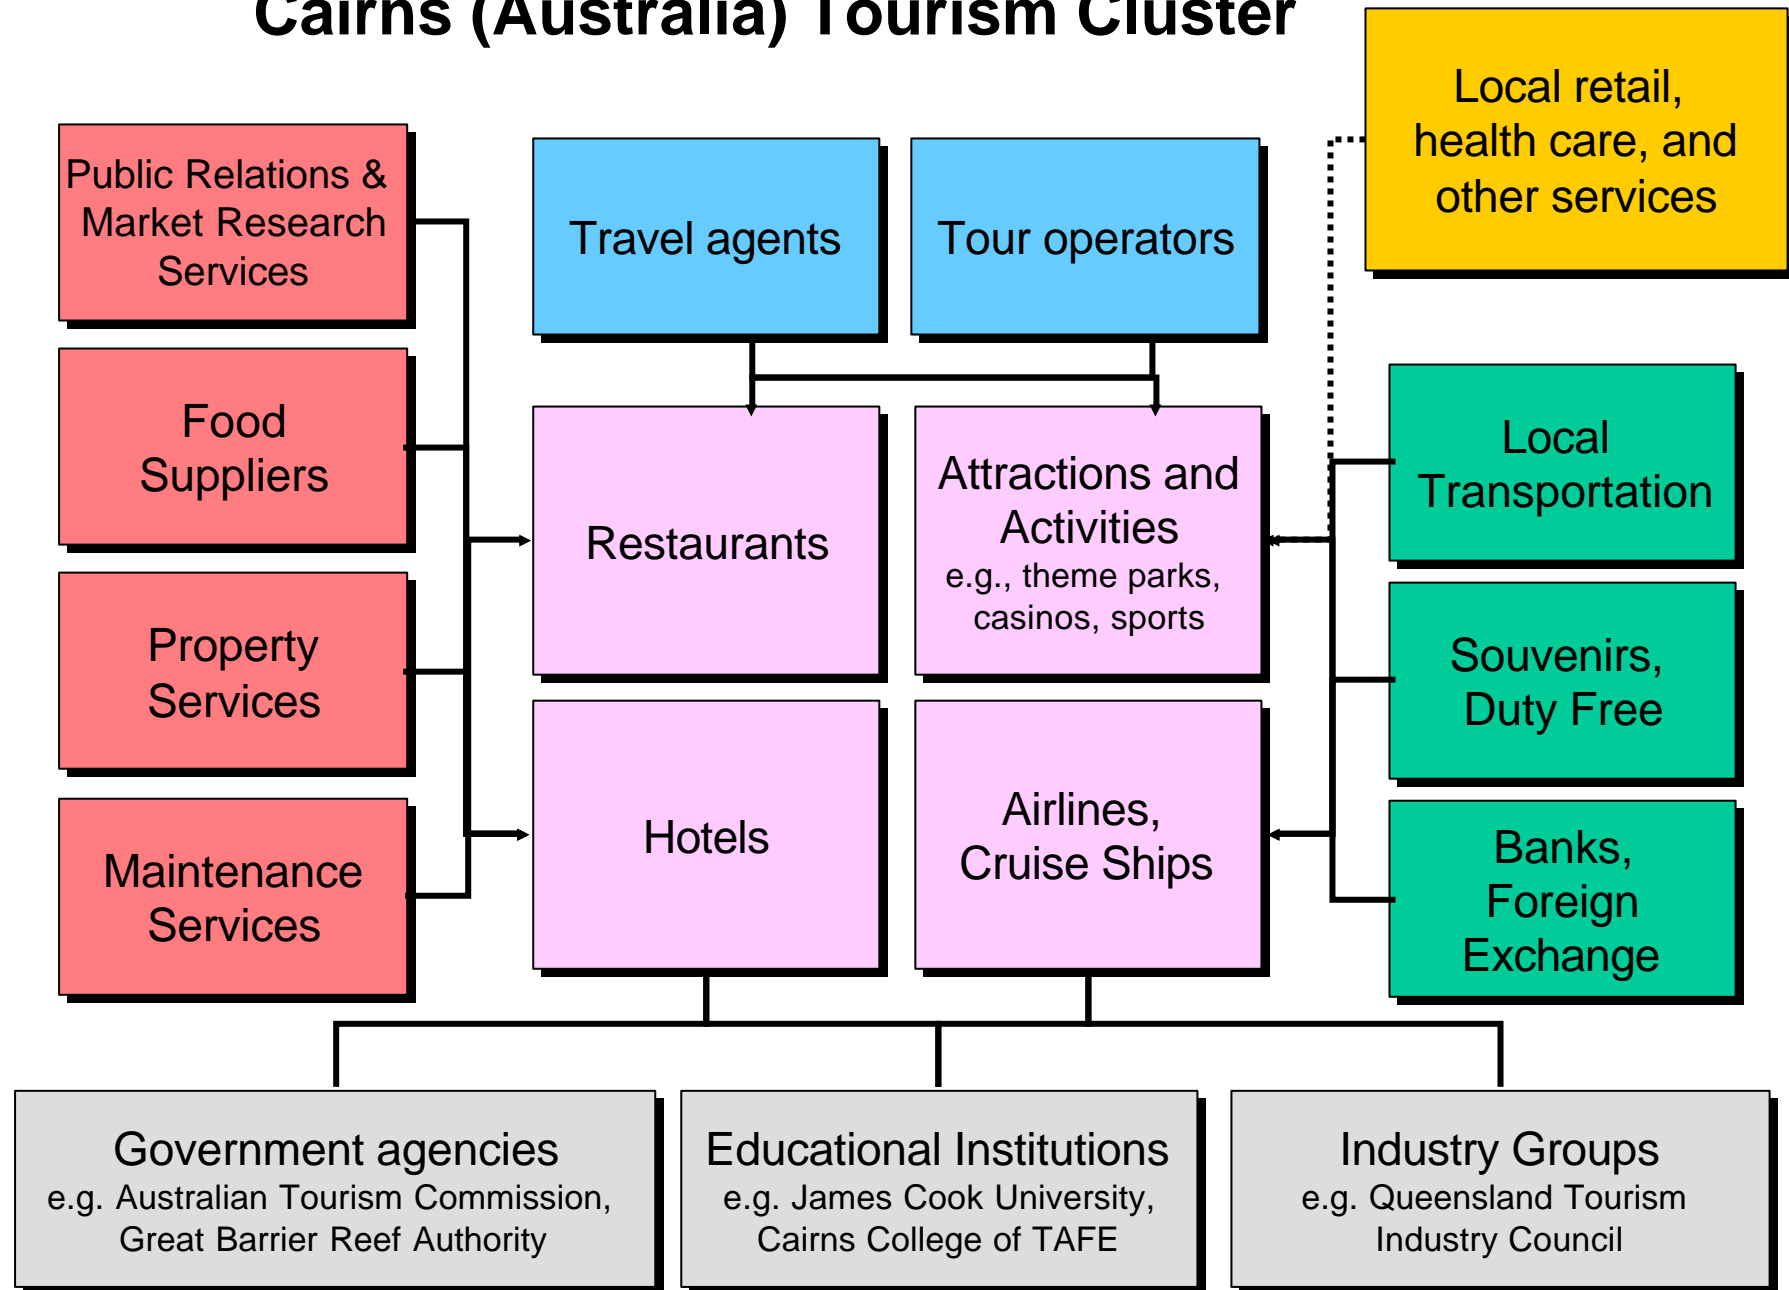 Cairns (Australia) Tourism Cluster
Local retail,
health care, and
other services
Public Relations &
Market Research
Services
Travel agents
Tour operators
Food
Suppliers
Local
Transportation
Attractions and
Activities
e.g., theme parks,
casinos, sports
Restaurants
Property
Services
Souvenirs,
Duty Free
Maintenance
Services
Hotels
Airlines,
Cruise Ships
Banks,
Foreign
Exchange
Government agencies
e.g. Australian Tourism Commission,
Great Barrier Reef Authority
Educational Institutions
e.g. James Cook University,
Cairns College of TAFE
Industry Groups
e.g. Queensland Tourism
Industry Council